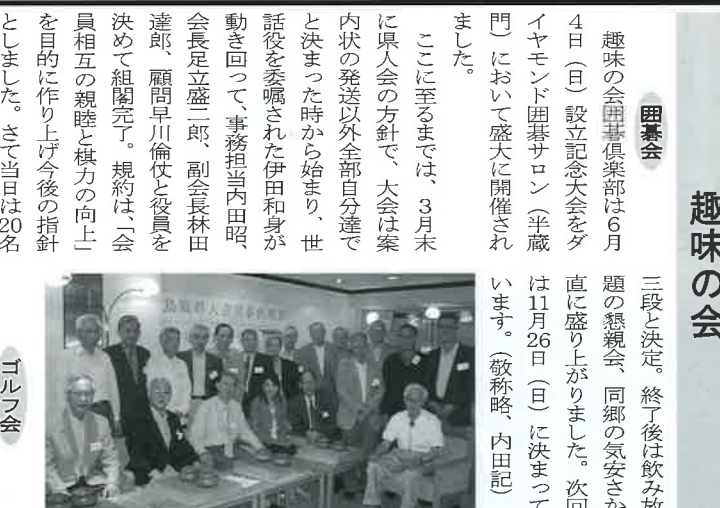 趣味の会
囲碁会
趣味の会囲碁倶楽部は６月
４日（日）設立記念大会をダ
イヤモンド囲碁サロン（半蔵
門）において盛大に開催され
ました。
ここに至るまでは、３月末
に県人会の方針で、大会は案
内状の発送以外全部自分達で
と決まった時から始まり、世
話役を委嘱された伊田和身が
動き回って、事務担当内田昭、
会長足立盛二郎、副会長林田
達郎、顧問早川倫仗と役員を
決めて組閣完了。規約は、「会
員相互の親睦と棋力の向上」
を目的に作り上げ今後の指針
としました。さて当日は20名
三段と決定。終了後は飲み放
題の懇親会、同郷の気安さか
直に盛り上がりました。次回
は11月26日（日）に決まって
います。（敬称略、内田記）
鳥取県人会囲碁倶楽部
ゴルフ会